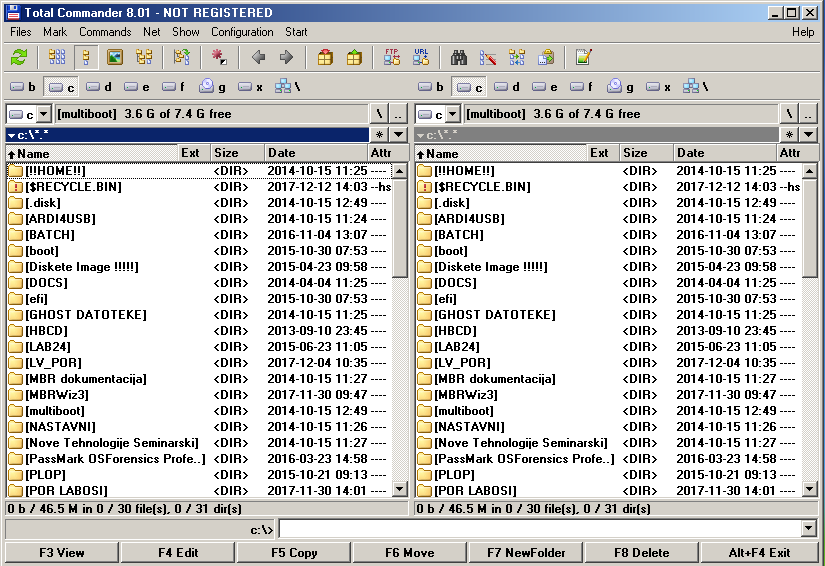 Total Commander 8.01 - NOT REGISTERED
Files Mark Commands Net Show Configuration Start Help
FTP URL
b c d e f g x \ b c d e f g x \
c [multiboot] 3.6 G of 7.4 G free \ .. c [multiboot] 3.6 G of 7.4 G free \ ..
c:\*.* * c:\*.* *
Name Ext Size Date Attr Name Ext Size Date Attr
[!!HOME!!] <DIR> 2014-10-15 11:25 ---- [!!HOME!!] <DIR> 2014-10-15 11:25 ----
[$RECYCLE.BIN] <DIR> 2017-12-12 14:03 --hs [$RECYCLE.BIN] <DIR> 2017-12-12 14:03 --hs
[.disk] <DIR> 2014-10-15 12:49 ---- [.disk] <DIR> 2014-10-15 12:49 ----
[ARDI4USB] <DIR> 2014-10-15 11:24 ---- [ARDI4USB] <DIR> 2014-10-15 11:24 ----
[BATCH] <DIR> 2016-11-04 13:07 ---- [BATCH] <DIR> 2016-11-04 13:07 ----
[boot] <DIR> 2015-10-30 07:53 ---- [boot] <DIR> 2015-10-30 07:53 ----
[Diskete Image !!!!!] <DIR> 2015-04-23 09:58 ---- [Diskete Image !!!!!] <DIR> 2015-04-23 09:58 ----
[DOCS] <DIR> 2014-04-04 11:25 ---- [DOCS] <DIR> 2014-04-04 11:25 ----
[efi] <DIR> 2015-10-30 07:53 ---- [efi] <DIR> 2015-10-30 07:53 ----
[GHOST DATOTEKE] <DIR> 2014-10-15 11:27 ---- [GHOST DATOTEKE] <DIR> 2014-10-15 11:27 ----
[HBCD] <DIR> 2013-09-10 23:45 ---- [HBCD] <DIR> 2013-09-10 23:45 ----
[LAB24] <DIR> 2015-06-23 11:05 ---- [LAB24] <DIR> 2015-06-23 11:05 ----
[LV_POR] <DIR> 2017-12-04 10:35 ---- [LV_POR] <DIR> 2017-12-04 10:35 ----
[MBR dokumentacija] <DIR> 2014-10-15 11:27 ---- [MBR dokumentacija] <DIR> 2014-10-15 11:27 ----
[MBRWiz3] <DIR> 2017-11-30 09:47 ---- [MBRWiz3] <DIR> 2017-11-30 09:47 ----
[multiboot] <DIR> 2014-10-15 12:49 ---- [multiboot] <DIR> 2014-10-15 12:49 ----
[NASTAVNI] <DIR> 2014-10-15 11:26 ---- [NASTAVNI] <DIR> 2014-10-15 11:26 ----
[Nove Tehnologije Seminarski] <DIR> 2014-10-15 11:27 ---- [Nove Tehnologije Seminarski] <DIR> 2014-10-15 11:27 ----
[PassMark OSForensics Profe..] <DIR> 2016-03-23 14:58 ---- [PassMark OSForensics Profe..] <DIR> 2016-03-23 14:58 ----
[PLOP] <DIR> 2015-10-21 09:13 ---- [PLOP] <DIR> 2015-10-21 09:13 ----
[POR LABOSI] <DIR> 2017-11-30 14:01 ---- [POR LABOSI] <DIR> 2017-11-30 14:01 ----
0 b / 46.5 M in 0 / 30 file(s), 0 / 31 dir(s) 0 b / 46.5 M in 0 / 30 file(s), 0 / 31 dir(s)
c:\>
F3 View F4 Edit F5 Copy F6 Move F7 NewFolder F8 Delete Alt+F4 Exit